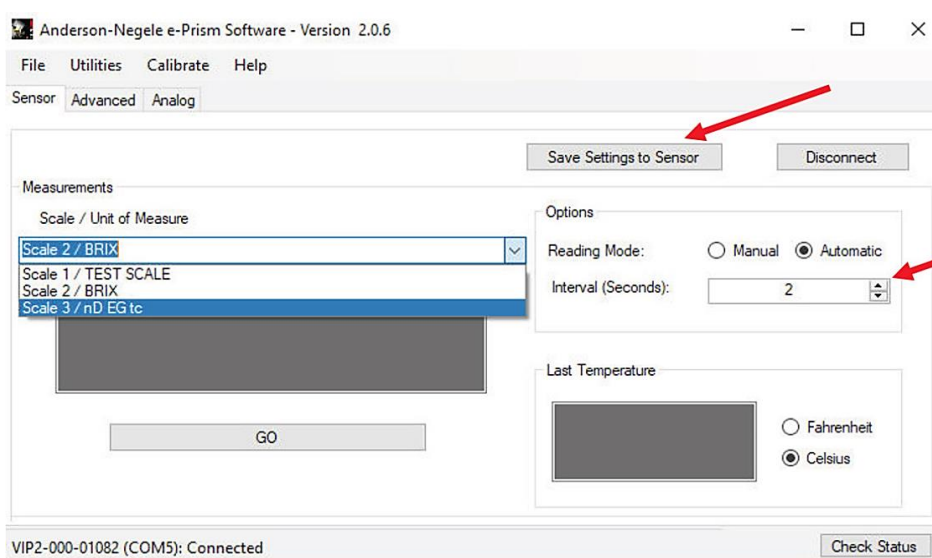 Anderson-Negele e-Prism Software - Version 2.0.6
File Utilities Calibrate Help
Sensor Advanced Analog
Save Settings to Sensor Disconnect
Measurements
Scale / Unit of Measure
Scale 2 / BRIX
Scale 1 / TEST SCALE
Scale 2 / BRIX
Scale 3 / nD EG tc
GO
Options
Reading Mode: Manual Automatic
Interval (Seconds): 2
Last Temperature
Fahrenheit
Celsius
VIP2-000-01082 (COM5): Connected Check Status